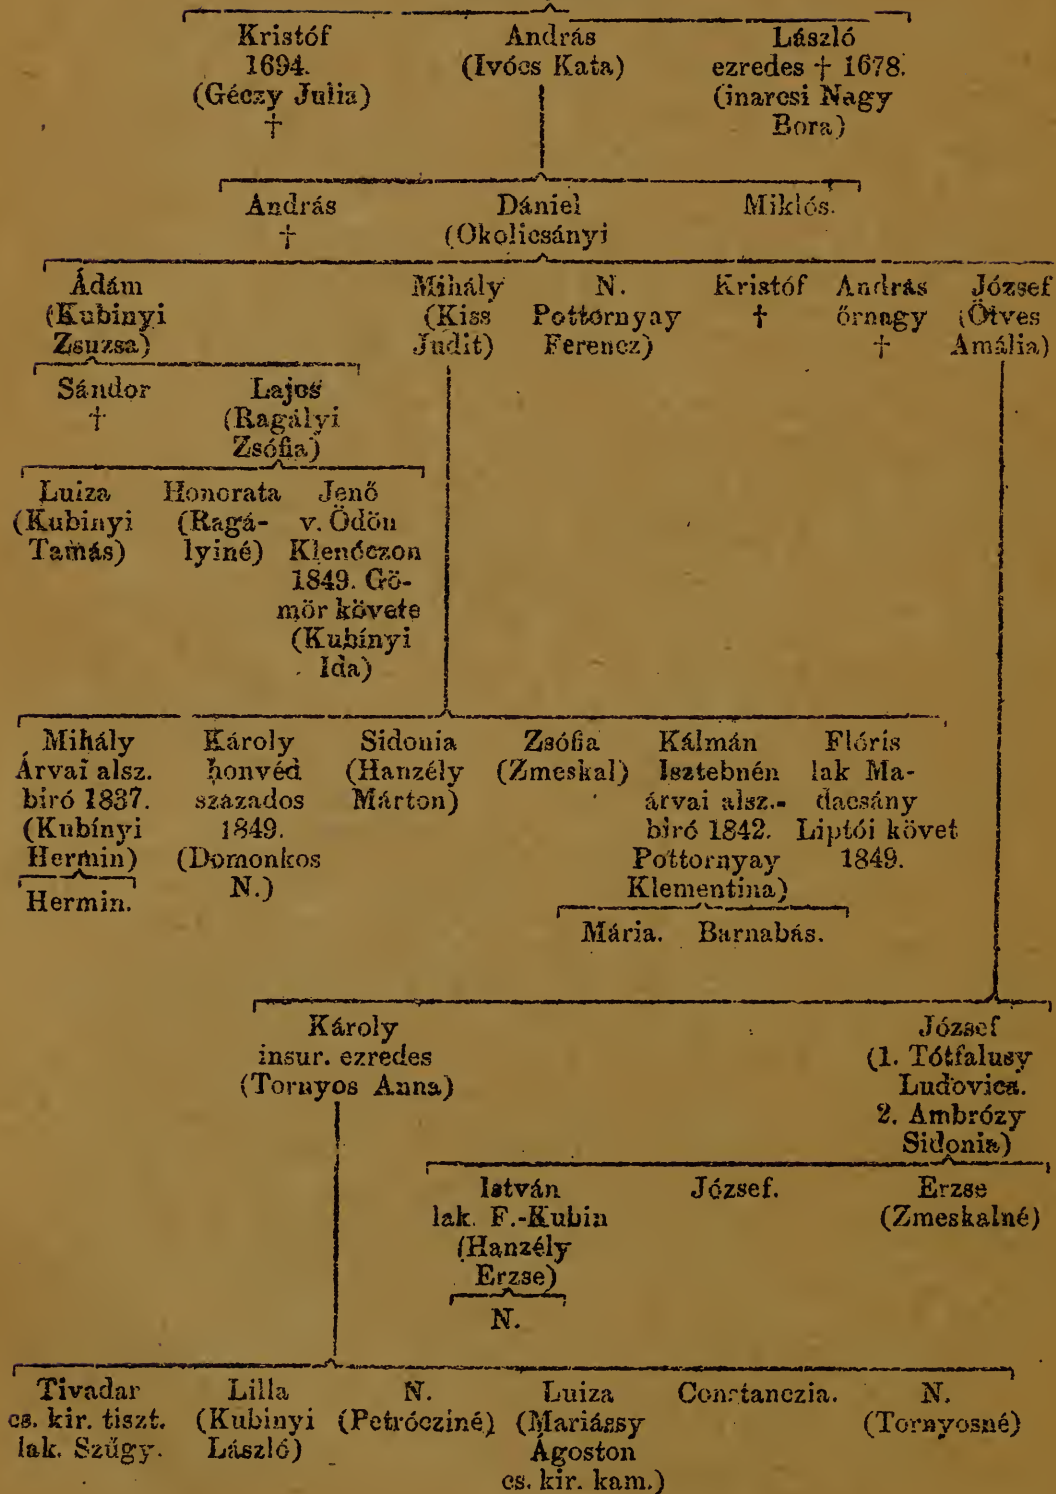 Kristóf András László
1694. (Ivócs Kata) ezredes † 1678.
(Géczy Julia) (inarcsi Nagy
† Bora)
András Dániel Miklós.
† (Okolicsányi
Ádám Mihály N. Kristóf András József
(Kubinyi (Kiss Pottornyay † őrnagy (Ötves
Zsuzsa) Judit) Ferencz) † Amália)
Sándor Lajos
† (Ragályi
Zsófia)
Luiza Honorata Jenő
(Kubinyi (Ragá- v. Ödön
Tamás) lyiné) Klenóczon
1849. Gö-
mör követe
(Kubínyi
Ida)
Mihály Károly Sidonia Zsófia Kálmán Flóris
Árvai alsz. honvéd (Hanzély (Zmeskal) Isztebnén lak Ma-
biró 1837. százados Márton) árvai alsz.- dacsány
(Kubínyi 1849. biró 1842. Liptói követ
Hermin) (Domonkos Pottornyay 1849.
Hermin. N.) Klementina)
Mária. Barnabás.
Károly József
insur. ezredes (1. Tótfalusy
(Tornyos Anna) Ludovica.
2. Ambrózy
Sidonia)
István József. Erzse
lak. F.-Kubin (Zmeskalné)
(Hanzély
Erzse)
N.
Tivadar Lilla N. Luiza Constanczia. N.
cs. kir. tiszt. (Kubinyi (Petrócziné) (Mariássy (Tornyosné)
lak. Szűgy. László) Ágoston
cs. kir. kam.)